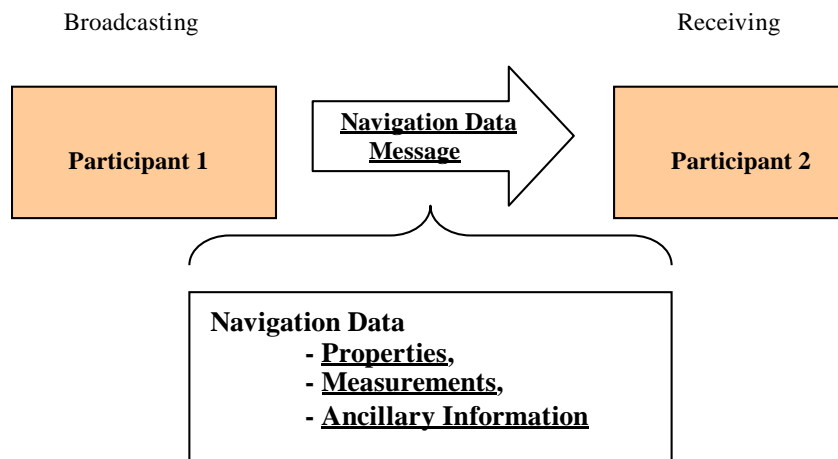 Broadcasting
Receiving
Participant 1
Navigation Data
Message
Participant 2
Navigation Data
- Properties,
- Measurements,
- Ancillary Information